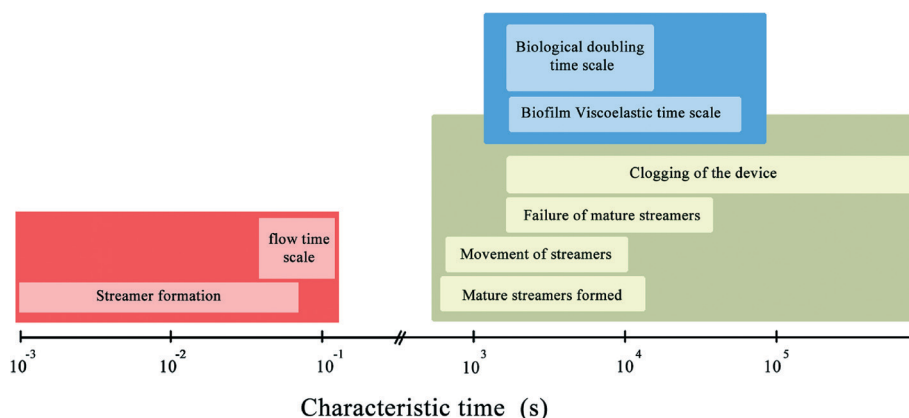 Biological doubling
time scale
Biofilm Viscoelastic time scale
Clogging of the device
Failure of mature streamers
flow time
scale
Movement of streamers
Streamer formation
Mature streamers formed
10⁻³ 10⁻² 10⁻¹ 10³ 10⁴ 10⁵
Characteristic time (s)